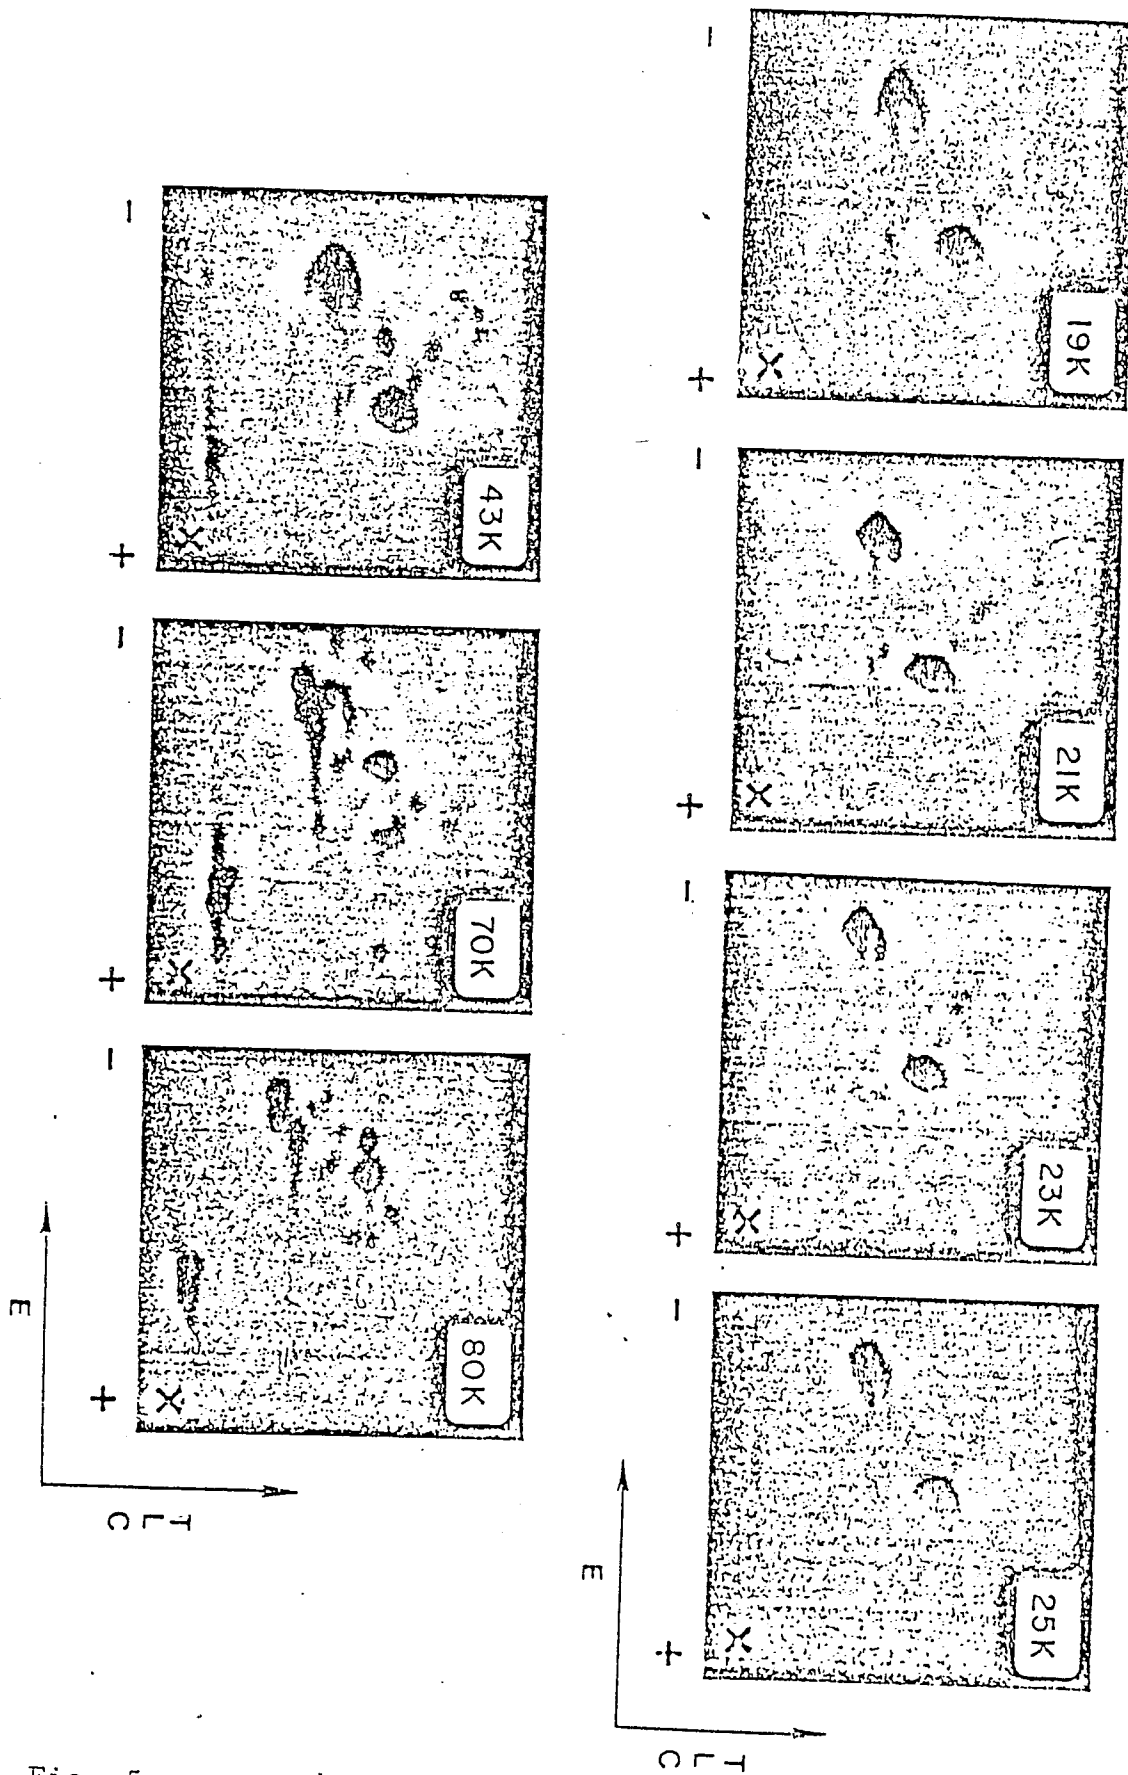 19K
- +
21K
- +
23K
- +
25K
- +
E
TLC
43K
- +
70K
- +
80K
- +
E
TLC
X
X
X
X
X
X
X
Fig. 5